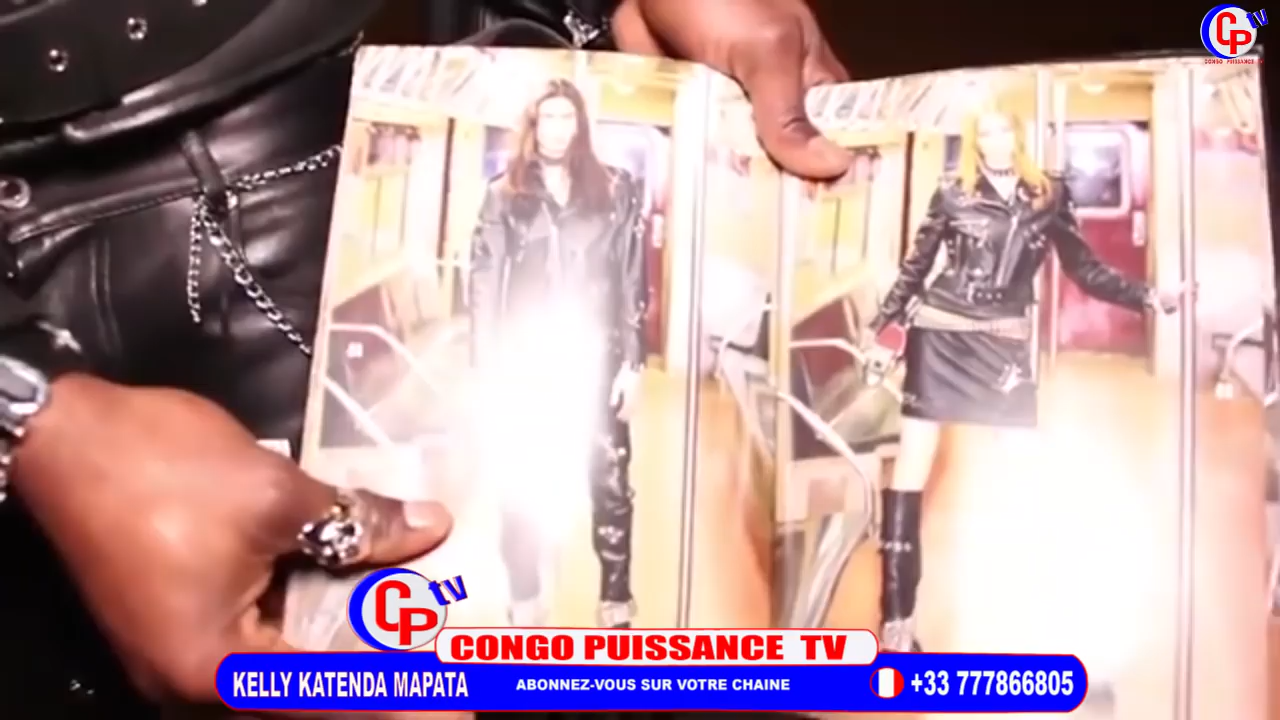 CP tv
CONGO PUISSANCE TV
CP tv
CONGO PUISSANCE TV
KELLY KATENDA MAPATA
ABONNEZ-VOUS SUR VOTRE CHAINE
+33 777866805